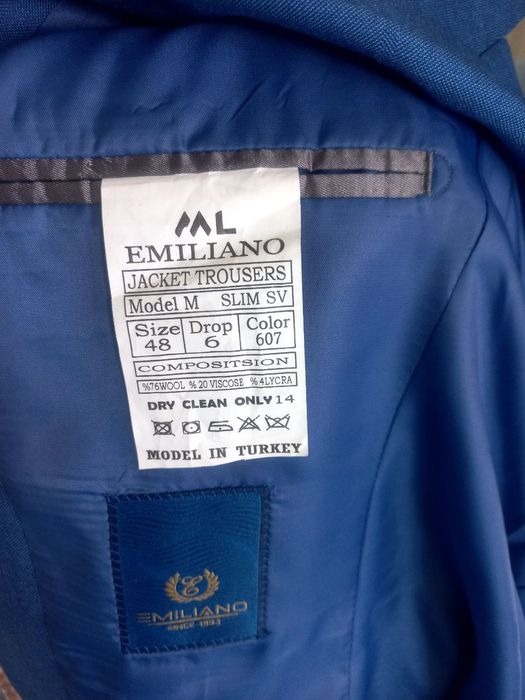 ML
EMILIANO
JACKET TROUSERS
Model M SLIM SV
Size 48 Drop 6 Color 607
COMPOSITSION
%76WOOL %20 VISCOSE %4LYCRA
DRY CLEAN ONLY 14
MODEL IN TURKEY
E
EMILIANO
SINCE 1993